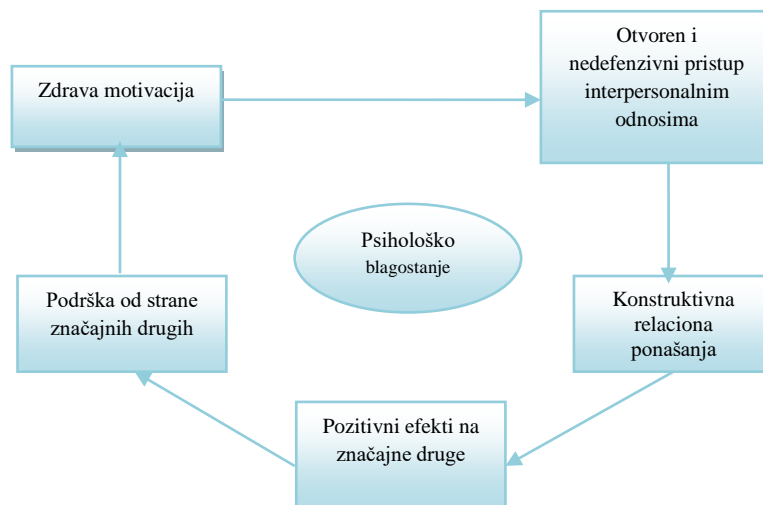 Zdrava motivacija
Otvoren i
nedefenzivni pristup
interpersonalnim
odnosima
Psihološko
blagostanje
Podrška od strane
značajnih drugih
Konstruktivna
relaciona
ponašanja
Pozitivni efekti na
značajne druge